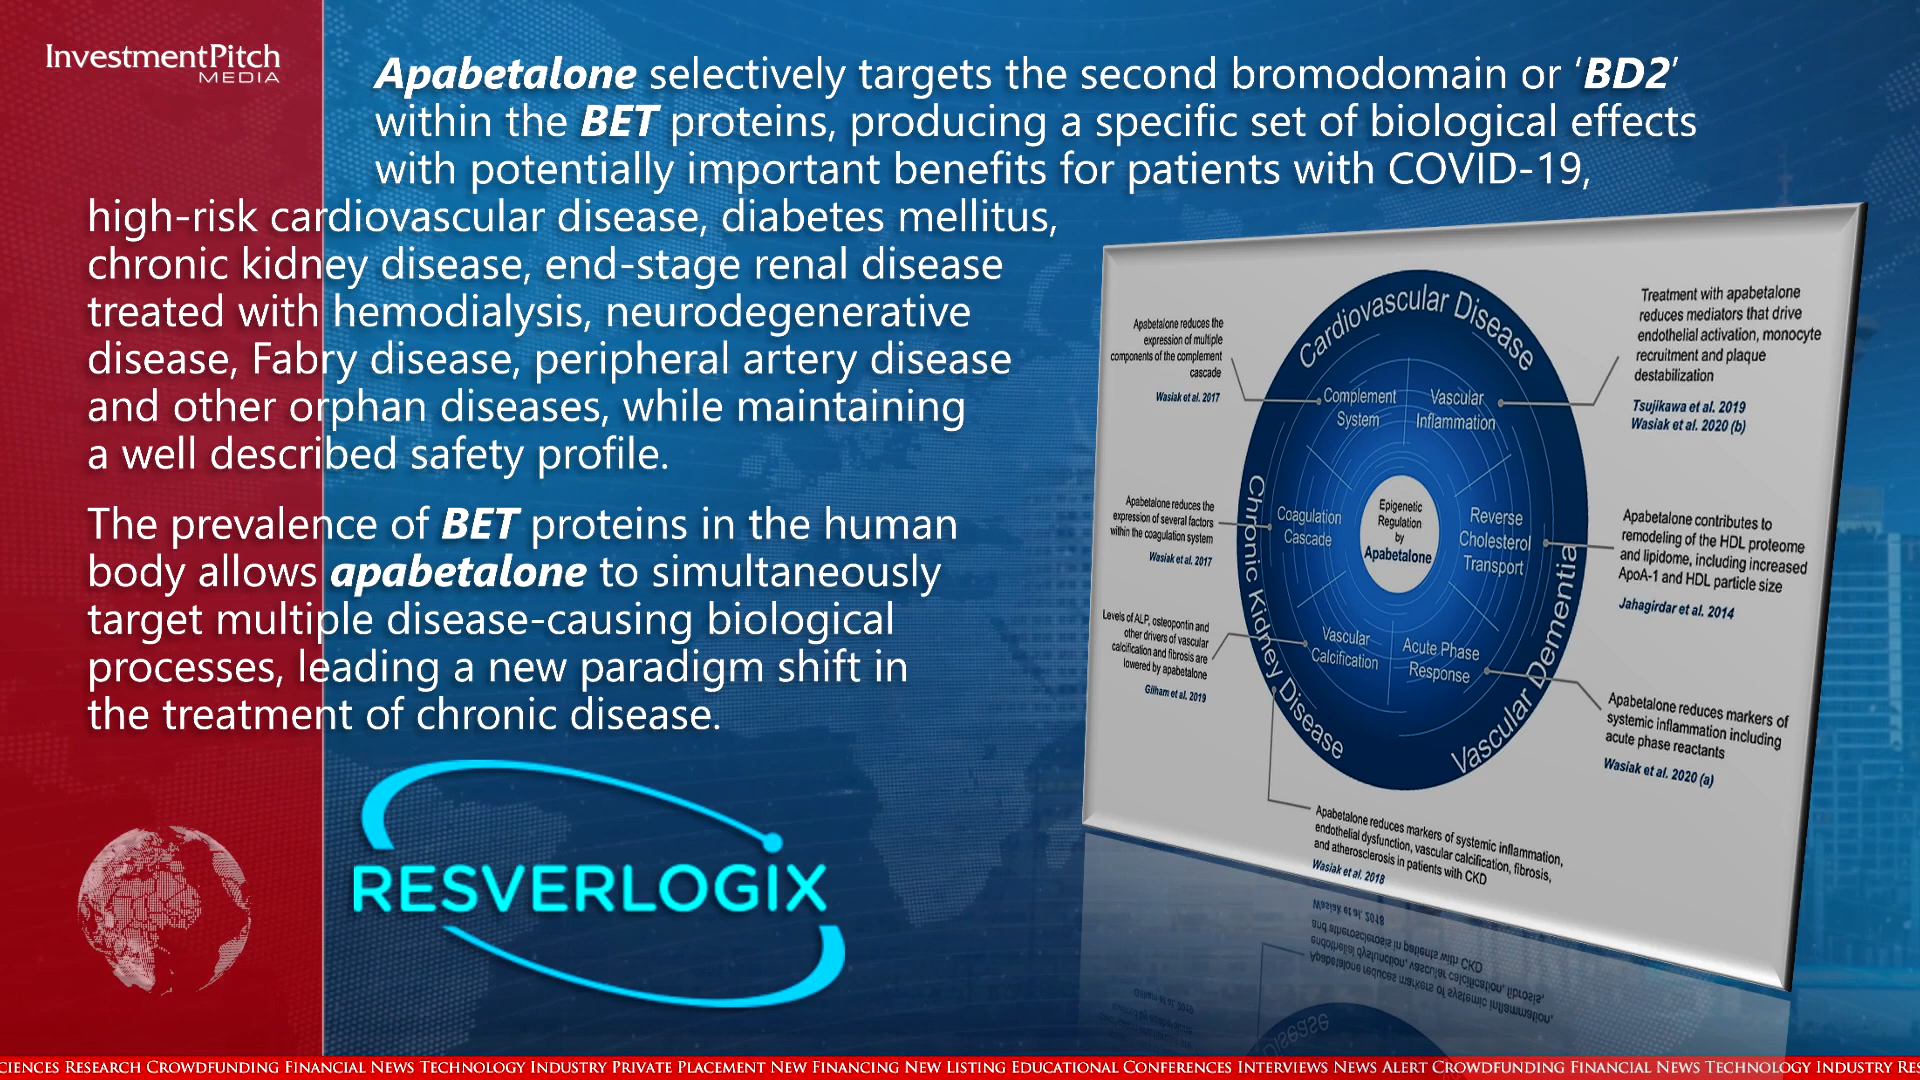 InvestmentPitch
MEDIA
Apabetalone selectively targets the second bromodomain or ‘BD2’
within the BET proteins, producing a specific set of biological effects
with potentially important benefits for patients with COVID-19,
high-risk cardiovascular disease, diabetes mellitus,
chronic kidney disease, end-stage renal disease
treated with hemodialysis, neurodegenerative
disease, Fabry disease, peripheral artery disease
and other orphan diseases, while maintaining
a well described safety profile.
The prevalence of BET proteins in the human
body allows apabetalone to simultaneously
target multiple disease-causing biological
processes, leading a new paradigm shift in
the treatment of chronic disease.
RESVERLOGIX
Cardiovascular Disease
Chronic Kidney Disease
Vascular Dementia
Complement
System
Vascular
Inflammation
Coagulation
Cascade
Reverse
Cholesterol
Transport
Vascular
Calcification
Acute Phase
Response
Epigenetic
Regulation
by
Apabetalone
Apabetalone reduces the
expression of multiple
components of the complement
cascade
Wasiak et al. 2017
Apabetalone reduces the
expression of several factors
within the coagulation system
Wasiak et al. 2017
Levels of ALP, osteopontin and
other drivers of vascular
calcification and fibrosis are
lowered by apabetalone
Gilham et al. 2019
Treatment with apabetalone
reduces mediators that drive
endothelial activation, monocyte
recruitment and plaque
destabilization
Tsujikawa et al. 2019
Wasiak et al. 2020 (b)
Apabetalone contributes to
remodeling of the HDL proteome
and lipidome, including increased
ApoA-1 and HDL particle size
Jahagirdar et al. 2014
Apabetalone reduces markers of
systemic inflammation including
acute phase reactants
Wasiak et al. 2020 (a)
Apabetalone reduces markers of systemic inflammation,
endothelial dysfunction, vascular calcification, fibrosis,
and atherosclerosis in patients with CKD
Wasiak et al. 2018
CIENCES RESEARCH CROWDFUNDING FINANCIAL NEWS TECHNOLOGY INDUSTRY PRIVATE PLACEMENT NEW FINANCING NEW LISTING EDUCATIONAL CONFERENCES INTERVIEWS NEWS ALERT CROWDFUNDING FINANCIAL NEWS TECHNOLOGY INDUSTRY RES